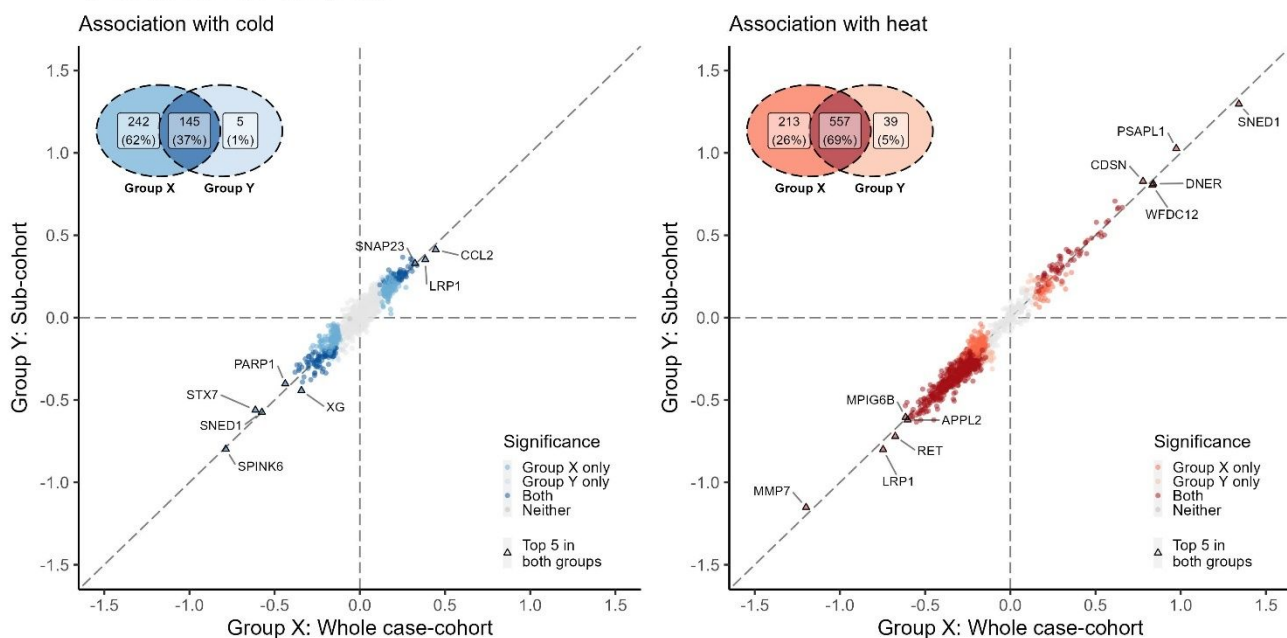 Association with cold
1.5
1.0
0.5
0.0
-0.5
-1.0
-1.5
Group Y: Sub-cohort
242
(62%)
145
(37%)
5
(1%)
Group X
Group Y
SNAP23
CCL2
LRP1
PARP1
STX7
XG
SNED1
SPINK6
Significance
Group X only
Group Y only
Both
Neither
Top 5 in
both groups
-1.5
-1.0
-0.5
0.0
0.5
1.0
1.5
Group X: Whole case-cohort
Association with heat
1.5
1.0
0.5
0.0
-0.5
-1.0
-1.5
Group Y: Sub-cohort
213
(26%)
557
(69%)
39
(5%)
Group X
Group Y
SNED1
PSAPL1
CDSN
DNER
WFDC12
MPIG6B
APPL2
RET
LRP1
MMP7
Significance
Group X only
Group Y only
Both
Neither
Top 5 in
both groups
-1.5
-1.0
-0.5
0.0
0.5
1.0
1.5
Group X: Whole case-cohort